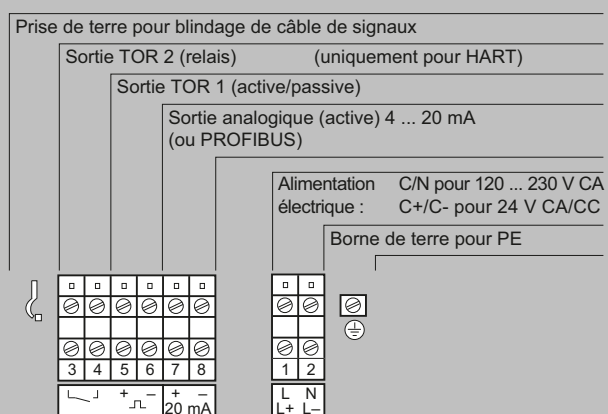 Prise de terre pour blindage de câble de signaux
Sortie TOR 2 (relais) (uniquement pour HART)
Sortie TOR 1 (active/passive)
Sortie analogique (active) 4 ... 20 mA
(ou PROFIBUS)
Alimentation C/N pour 120 ... 230 V CA
électrique : C+/C- pour 24 V CA/CC
Borne de terre pour PE
3 4 5 6 7 8 1 2
+ – + – L N
20 mA L+ L–